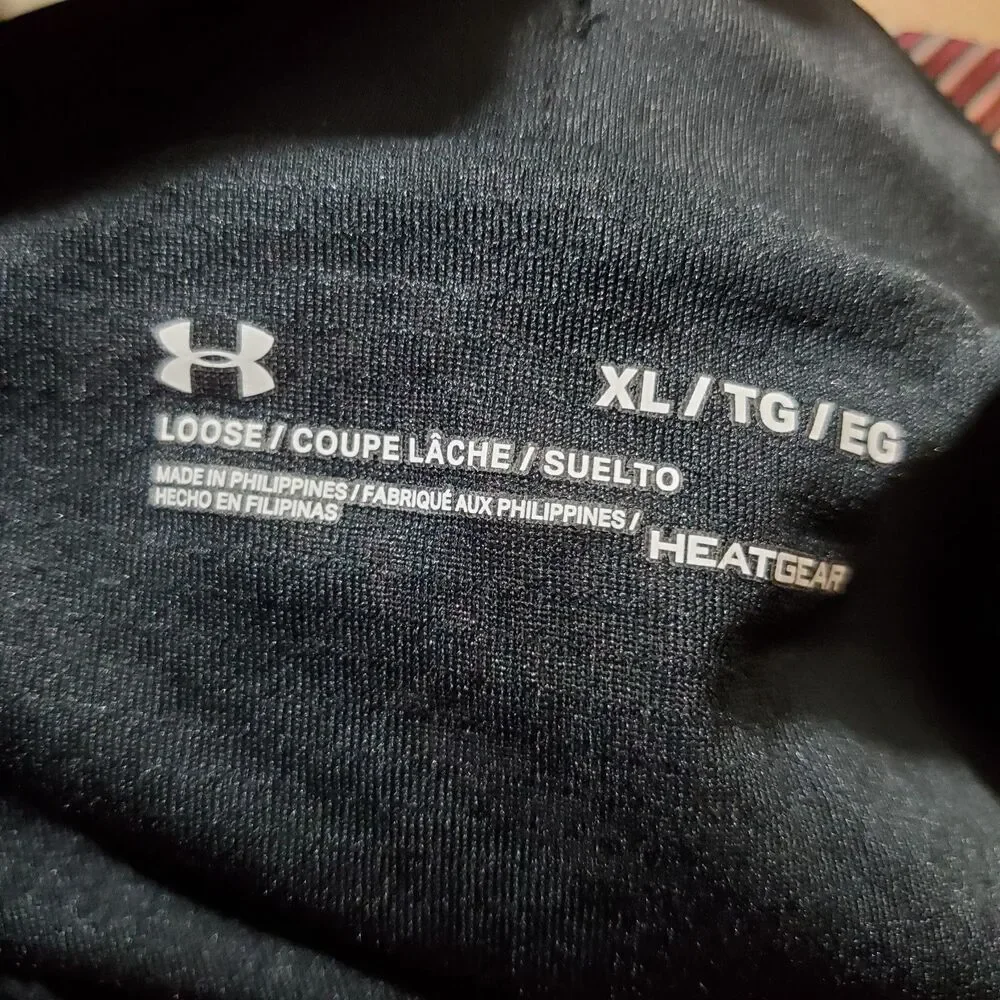 XL / TG / EG
LOOSE / COUPE LÂCHE / SUELTO
MADE IN PHILIPPINES / FABRIQUÉ AUX PHILIPPINES /
HECHO EN FILIPINAS
HEATGEAR